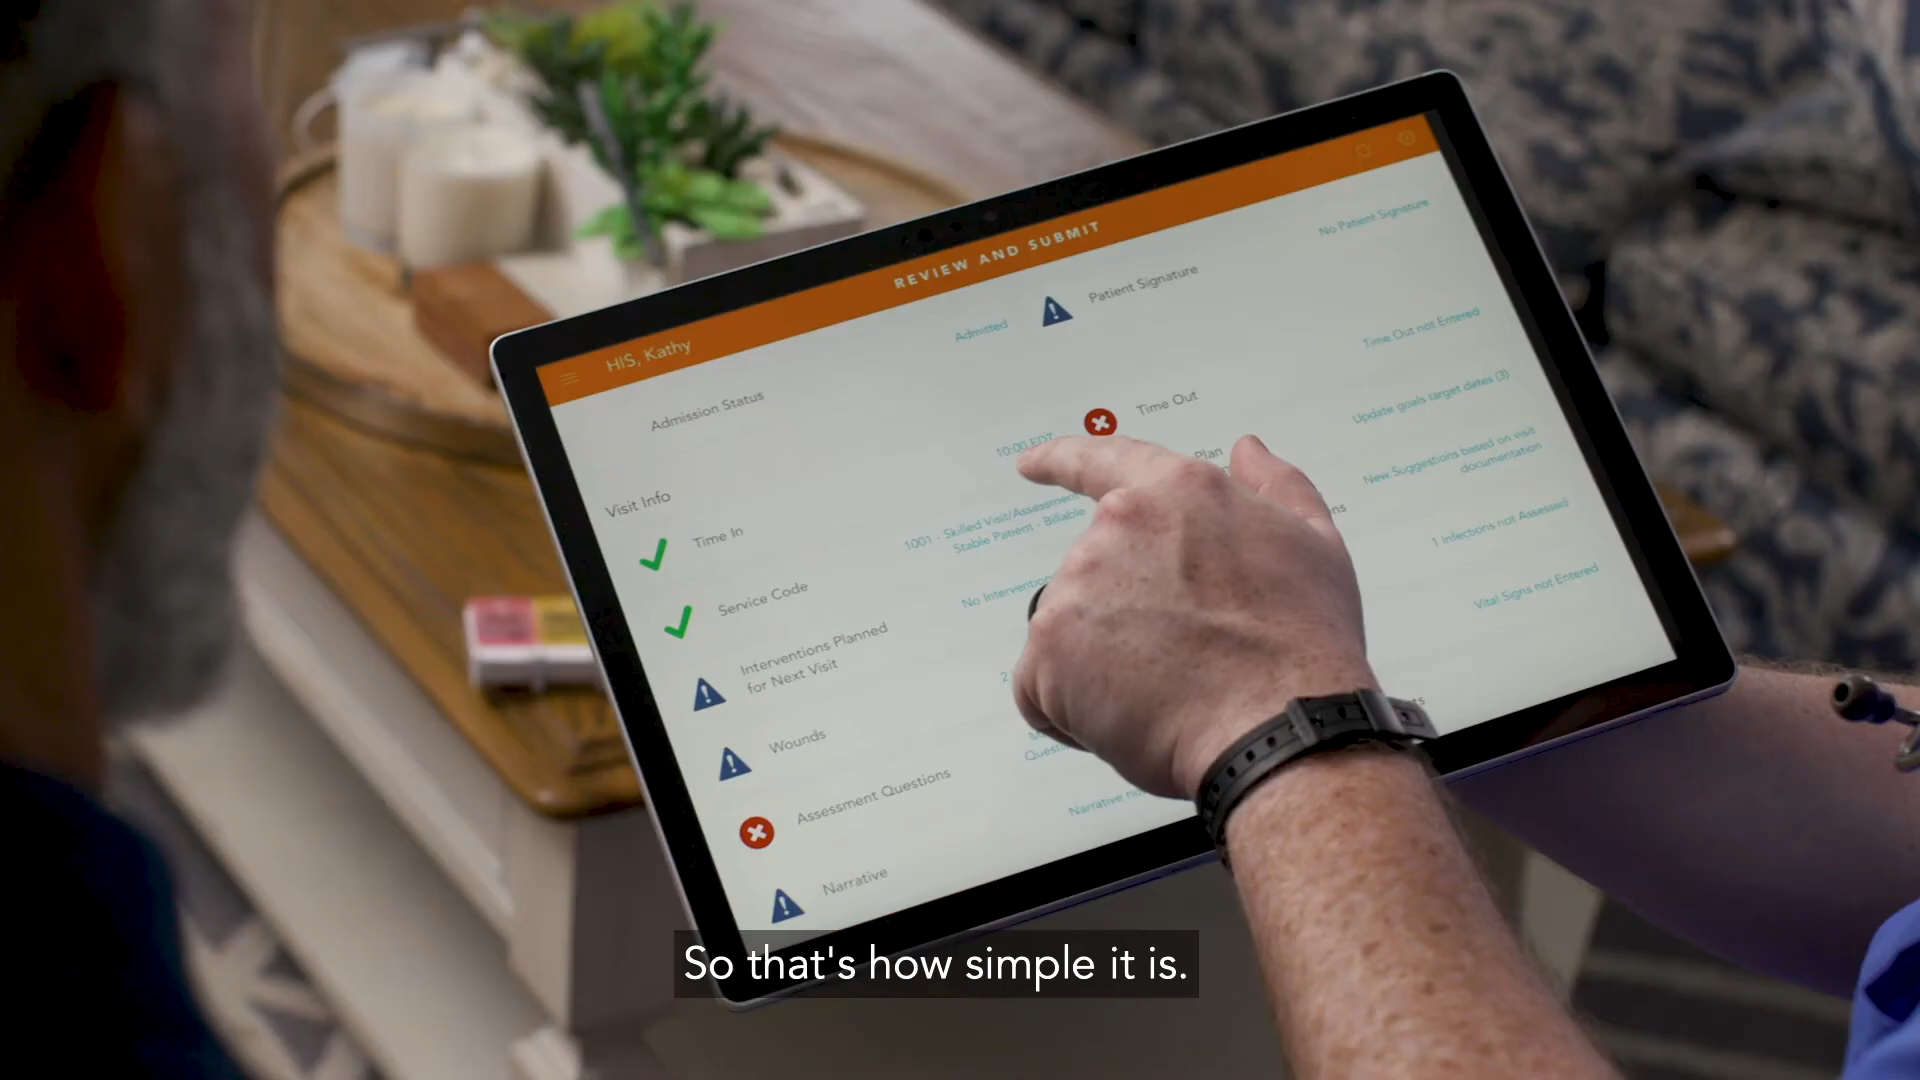 REVIEW AND SUBMIT
HIS, Kathy
Admission Status
Admitted
Visit Info
Time In
10:00 EDT
Service Code
1001 - Skilled Visit/Assessment
Stable Patient - Billable
Interventions Planned
for Next Visit
No
Wounds
2
Assessment Questions
Narrative
Narrative
Patient Signature
No Patient Signature
Time Out
Time Out not Entered
Plan
Update goals target dates (3)
New Suggestions based on visit
documentation
1 Infections not Assessed
Vital Signs not Entered
So that's how simple it is.